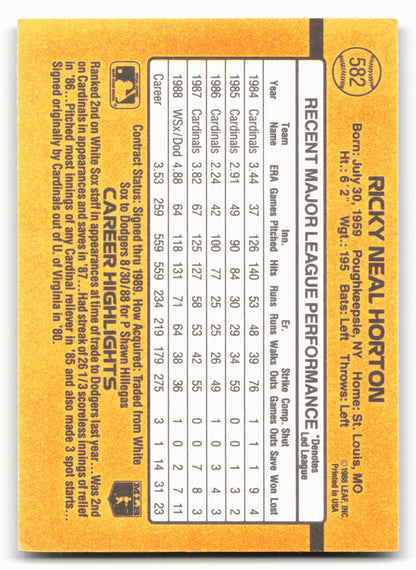 582
RICKY NEAL HORTON
©1988 LEAF, INC.
Printed in USA
Born: July 30, 1959 Poughkeepsie, NY Home: St. Louis, MO
Ht.: 6' 2" Wgt.: 195 Bats: Left Throws: Left
RECENT MAJOR LEAGUE PERFORMANCE *Denotes Led League
Team Inn. Er. Strike Comp. Shut
Year Name ERA Games Pitched Hits Runs Runs Walks Outs Games Outs Save Won Lost
1984 Cardinals 3.44 37 126 140 53 48 39 76 1 1 1 9 4
1985 Cardinals 2.91 49 90 84 30 29 34 59 0 0 1 3 2
1986 Cardinals 2.24 42 100 77 25 25 26 49 1 0 3 4 3
1987 Cardinals 3.82 67 125 127 58 53 42 55 0 0 7 8 3
1988 WSx/Dod 4.88 64 118 131 71 64 38 36 1 0 2 7 11
Career 3.53 259 559 559 234 219 179 275 3 1 14 31 23
Contract Status: Signed thru 1989. How Acquired: Traded from White
Sox to Dodgers 8/30/88 for P Shawn Hillegas
MLB
CAREER HIGHLIGHTS
Ranked 2nd on White Sox staff in appearances at time of trade to Dodgers last year...Was 2nd
on Cardinals in appearances and saves in '87...Had streak of 26 1/3 scoreless innings of relief
in '86...Pitched most innings of any Cardinal reliever in '85 and also made 3 spot starts...
Signed originally by Cardinals out of U. of Virginia in '80.